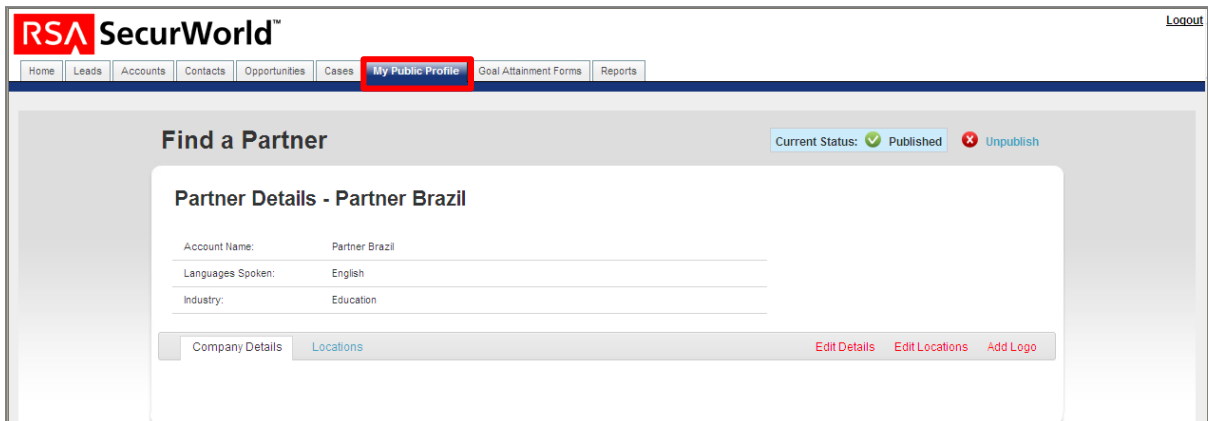 Logout
RSA SecurWorld™
Home Leads Accounts Contacts Opportunities Cases My Public Profile Goal Attainment Forms Reports
Find a Partner
Current Status: Published Unpublish
Partner Details - Partner Brazil
Account Name: Partner Brazil
Languages Spoken: English
Industry: Education
Company Details Locations Edit Details Edit Locations Add Logo